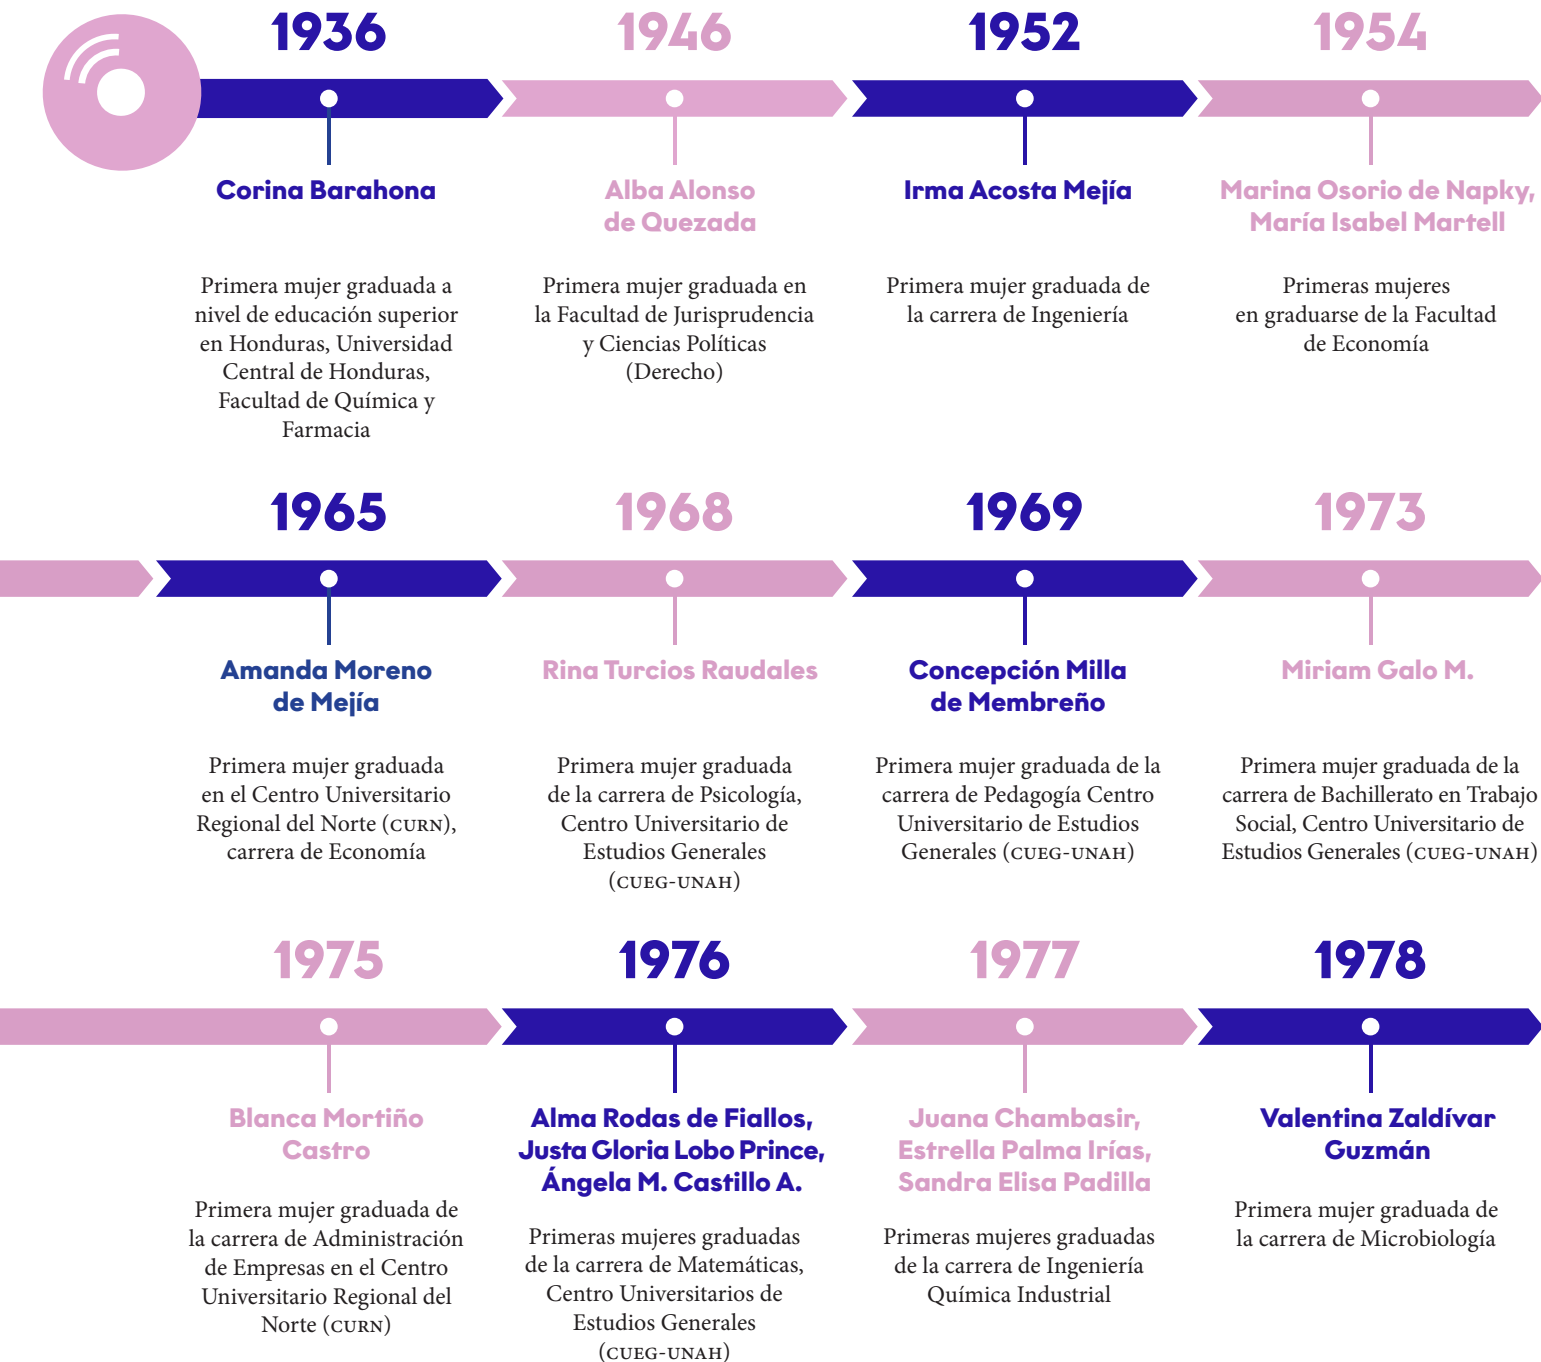 1936
Corina Barahona
Primera mujer graduada a
nivel de educación superior
en Honduras, Universidad
Central de Honduras,
Facultad de Química y
Farmacia
1946
Alba Alonso
de Quezada
Primera mujer graduada en
la Facultad de Jurisprudencia
y Ciencias Políticas
(Derecho)
1952
Irma Acosta Mejía
Primera mujer graduada de
la carrera de Ingeniería
1954
Marina Osorio de Napky,
María Isabel Martell
Primeras mujeres
en graduarse de la Facultad
de Economía
1965
Amanda Moreno
de Mejía
Primera mujer graduada
en el Centro Universitario
Regional del Norte (CURN),
carrera de Economía
1968
Rina Turcios Raudales
Primera mujer graduada
de la carrera de Psicología,
Centro Universitario de
Estudios Generales
(CUEG-UNAH)
1969
Concepción Milla
de Membreño
Primera mujer graduada de la
carrera de Pedagogía Centro
Universitario de Estudios
Generales (CUEG-UNAH)
1973
Miriam Galo M.
Primera mujer graduada de la
carrera de Bachillerato en Trabajo
Social, Centro Universitario de
Estudios Generales (CUEG-UNAH)
1975
Blanca Mortiño
Castro
Primera mujer graduada de
la carrera de Administración
de Empresas en el Centro
Universitario Regional del
Norte (CURN)
1976
Alma Rodas de Fiallos,
Justa Gloria Lobo Prince,
Ángela M. Castillo A.
Primeras mujeres graduadas
de la carrera de Matemáticas,
Centro Universitarios de
Estudios Generales
(CUEG-UNAH)
1977
Juana Chambasir,
Estrella Palma Irías,
Sandra Elisa Padilla
Primeras mujeres graduadas
de la carrera de Ingeniería
Química Industrial
1978
Valentina Zaldívar
Guzmán
Primera mujer graduada de
la carrera de Microbiología